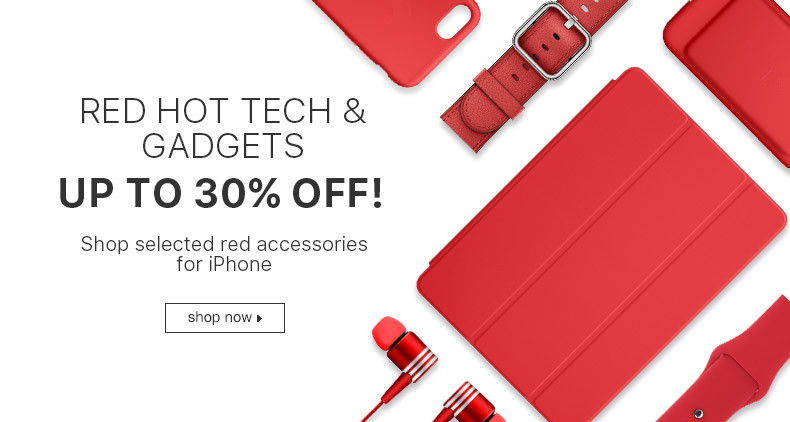 RED HOT TECH &
GADGETS
UP TO 30% OFF!
Shop selected red accessories
for iPhone
shop now